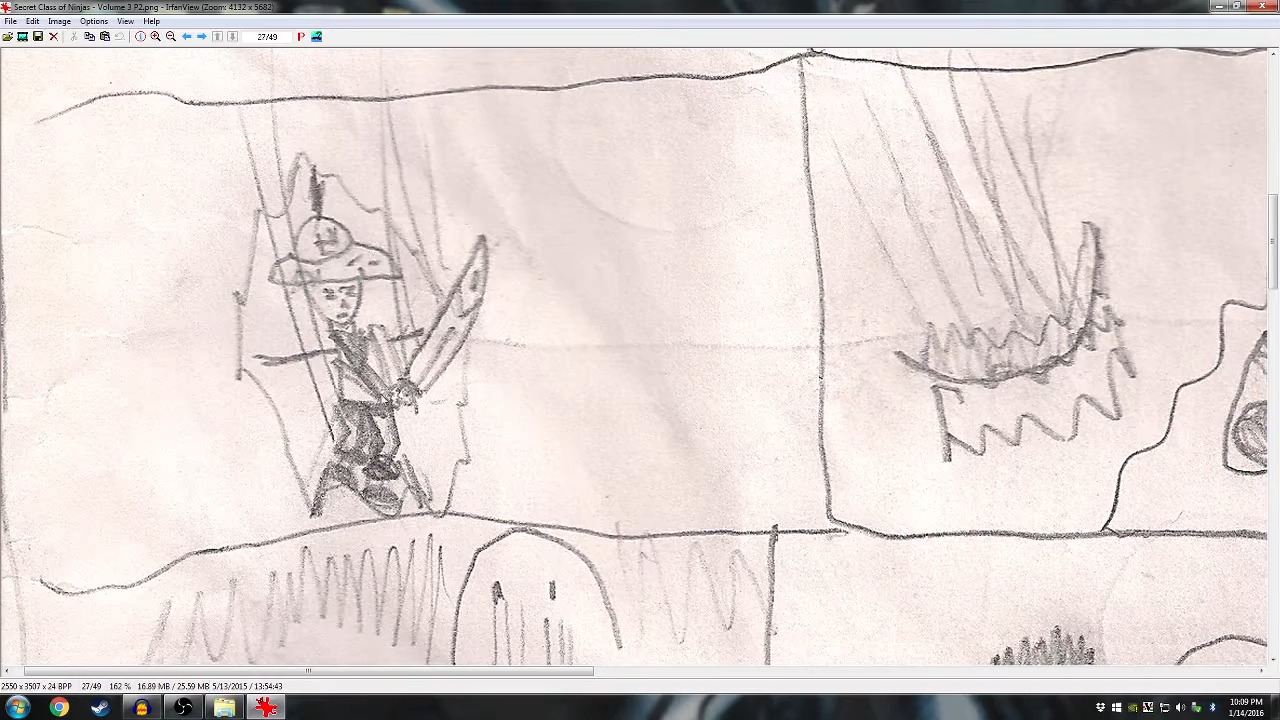 Secret Class of Ninjas - Volume 3 P2.png - IrfanView (Zoom: 4132 x 5682)
File Edit Image Options View Help
27/49
2550 x 3507 x 24 BPP 27/49 162 % 16.89 MB / 25.59 MB 5/13/2015 / 13:54:43
10:09 PM
1/14/2016